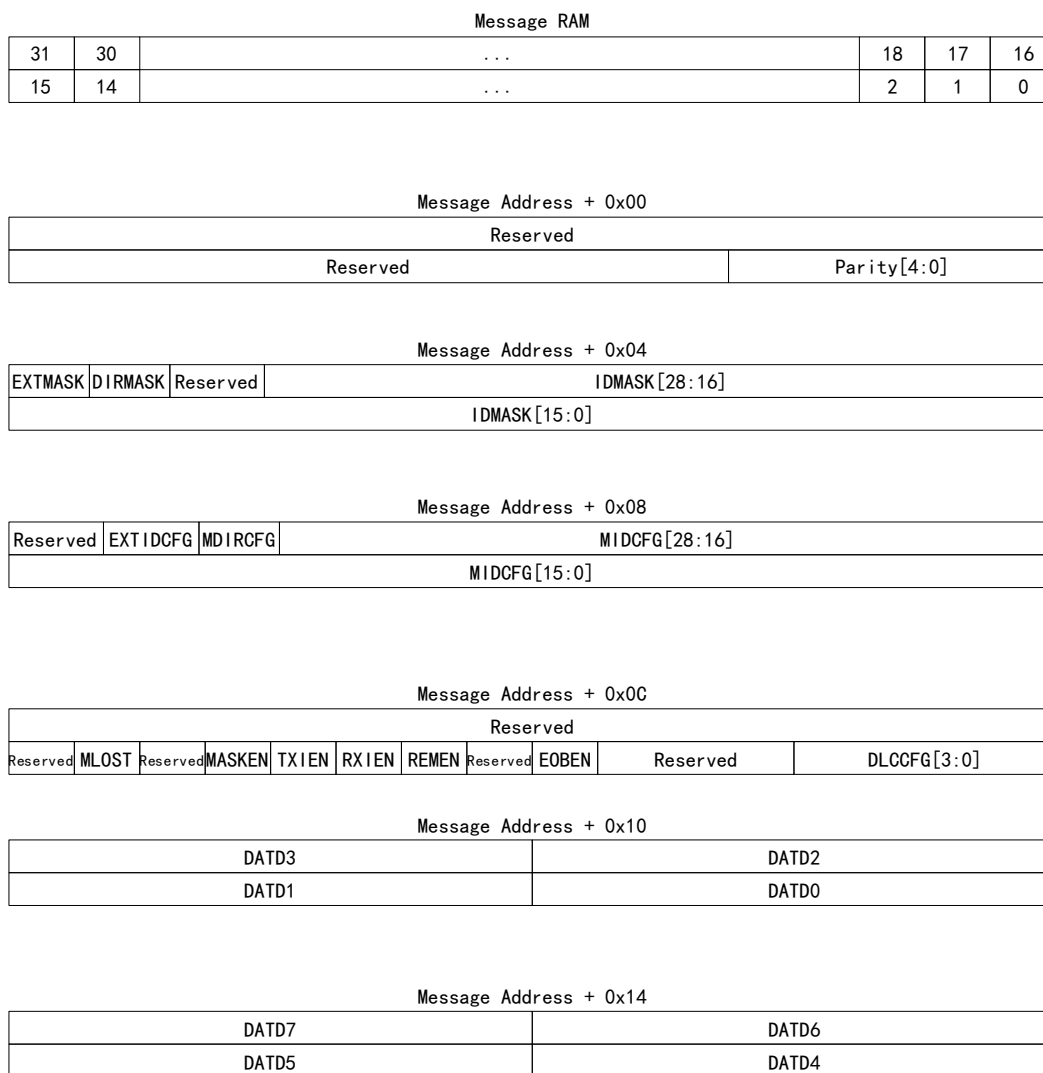 Message RAM
31 30 ... 18 17 16
15 14 ... 2 1 0
Message Address + 0x00
Reserved
Reserved Parity[4:0]
Message Address + 0x04
EXTMASK DIRMASK Reserved IDMASK[28:16]
IDMASK[15:0]
Message Address + 0x08
Reserved EXTIDCFG MDIRCFG MIDCFG[28:16]
MIDCFG[15:0]
Message Address + 0x0C
Reserved
Reserved MLOST Reserved MASKEN TXIEN RXIEN REMEN Reserved EOBEN Reserved DLCCFG[3:0]
Message Address + 0x10
DATD3 DATD2
DATD1 DATD0
Message Address + 0x14
DATD7 DATD6
DATD5 DATD4